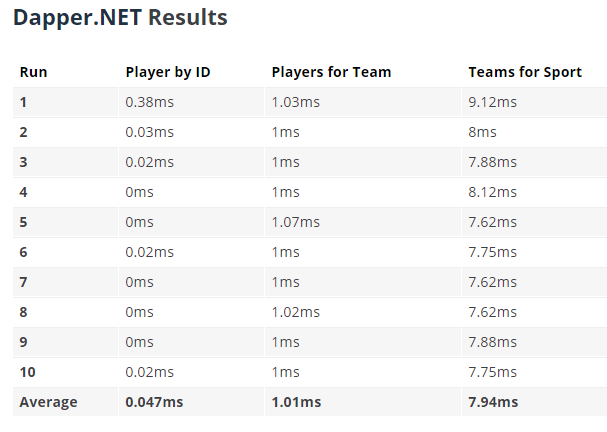 Dapper.NET Results
Run Player by ID Players for Team Teams for Sport
1 0.38ms 1.03ms 9.12ms
2 0.03ms 1ms 8ms
3 0.02ms 1ms 7.88ms
4 0ms 1ms 8.12ms
5 0ms 1.07ms 7.62ms
6 0.02ms 1ms 7.75ms
7 0ms 1ms 7.62ms
8 0ms 1.02ms 7.62ms
9 0ms 1ms 7.88ms
10 0.02ms 1ms 7.75ms
Average 0.047ms 1.01ms 7.94ms